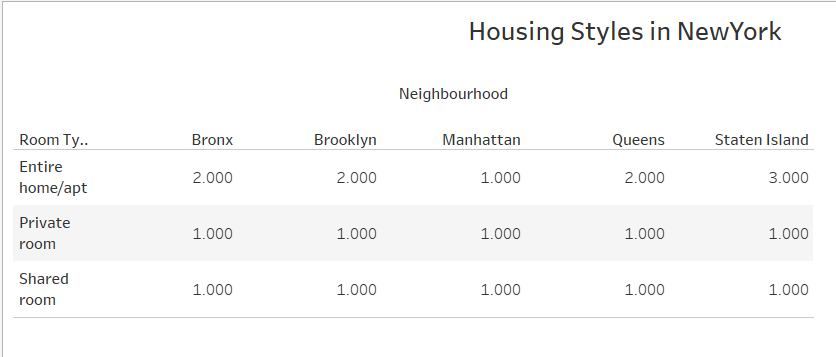 Housing Styles in NewYork
Neighbourhood
Room Ty.. Bronx Brooklyn Manhattan Queens Staten Island
Entire
home/apt 2.000 2.000 1.000 2.000 3.000
Private
room 1.000 1.000 1.000 1.000 1.000
Shared
room 1.000 1.000 1.000 1.000 1.000